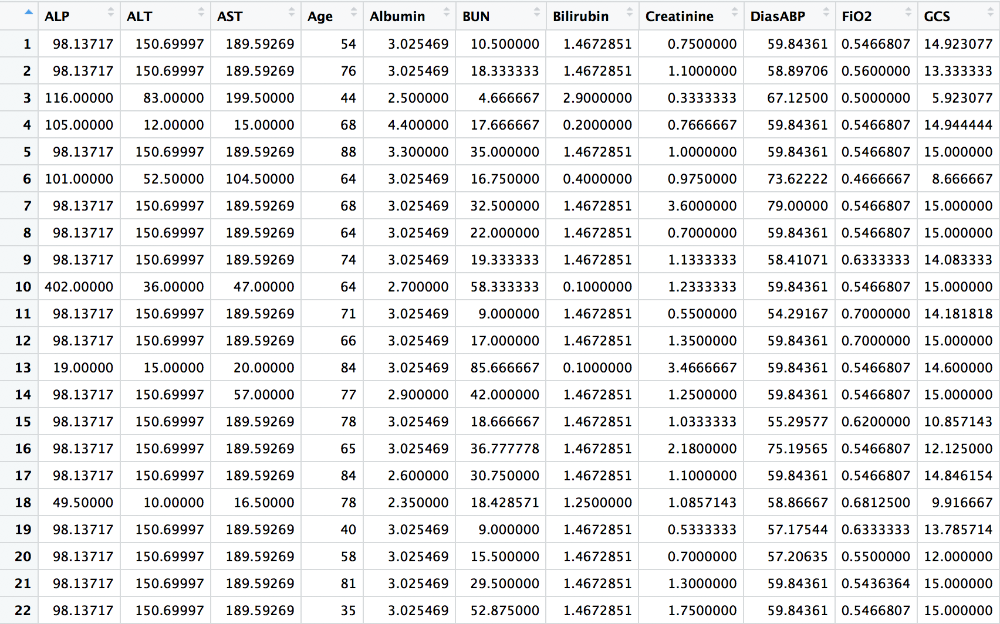 ALP ALT AST Age Albumin BUN Bilirubin Creatinine DiasABP FiO2 GCS
1 98.13717 150.69997 189.59269 54 3.025469 10.500000 1.4672851 0.7500000 59.84361 0.5466807 14.923077
2 98.13717 150.69997 189.59269 76 3.025469 18.333333 1.4672851 1.1000000 58.89706 0.5600000 13.333333
3 116.00000 83.00000 199.50000 44 2.500000 4.666667 2.9000000 0.3333333 67.12500 0.5000000 5.923077
4 105.00000 12.00000 15.00000 68 4.400000 17.666667 0.2000000 0.7666667 59.84361 0.5466807 14.944444
5 98.13717 150.69997 189.59269 88 3.300000 35.000000 1.4672851 1.0000000 59.84361 0.5466807 15.000000
6 101.00000 52.50000 104.50000 64 3.025469 16.750000 0.4000000 0.9750000 73.62222 0.4666667 8.666667
7 98.13717 150.69997 189.59269 68 3.025469 32.500000 1.4672851 3.6000000 79.00000 0.5466807 15.000000
8 98.13717 150.69997 189.59269 64 3.025469 22.000000 1.4672851 0.7000000 59.84361 0.5466807 15.000000
9 98.13717 150.69997 189.59269 74 3.025469 19.333333 1.4672851 1.1333333 58.41071 0.6333333 14.083333
10 402.00000 36.00000 47.00000 64 2.700000 58.333333 0.1000000 1.2333333 59.84361 0.5466807 15.000000
11 98.13717 150.69997 189.59269 71 3.025469 9.000000 1.4672851 0.5500000 54.29167 0.7000000 14.181818
12 98.13717 150.69997 189.59269 66 3.025469 17.000000 1.4672851 1.3500000 59.84361 0.7000000 15.000000
13 19.00000 15.00000 20.00000 84 3.025469 85.666667 0.1000000 3.4666667 59.84361 0.5466807 14.600000
14 98.13717 150.69997 57.00000 77 2.900000 42.000000 1.4672851 1.2500000 59.84361 0.5466807 15.000000
15 98.13717 150.69997 189.59269 78 3.025469 18.666667 1.4672851 1.0333333 55.29577 0.6200000 10.857143
16 98.13717 150.69997 189.59269 65 3.025469 36.777778 1.4672851 2.1800000 75.19565 0.5466807 12.125000
17 98.13717 150.69997 189.59269 84 2.600000 30.750000 1.4672851 1.1000000 59.84361 0.5466807 14.846154
18 49.50000 10.00000 16.50000 78 2.350000 18.428571 1.2500000 1.0857143 58.86667 0.6812500 9.916667
19 98.13717 150.69997 189.59269 40 3.025469 9.000000 1.4672851 0.5333333 57.17544 0.6333333 13.785714
20 98.13717 150.69997 189.59269 58 3.025469 15.500000 1.4672851 0.7000000 57.20635 0.5500000 12.000000
21 98.13717 150.69997 189.59269 81 3.025469 29.500000 1.4672851 1.3000000 59.84361 0.5436364 15.000000
22 98.13717 150.69997 189.59269 35 3.025469 52.875000 1.4672851 1.7500000 59.84361 0.5466807 15.000000